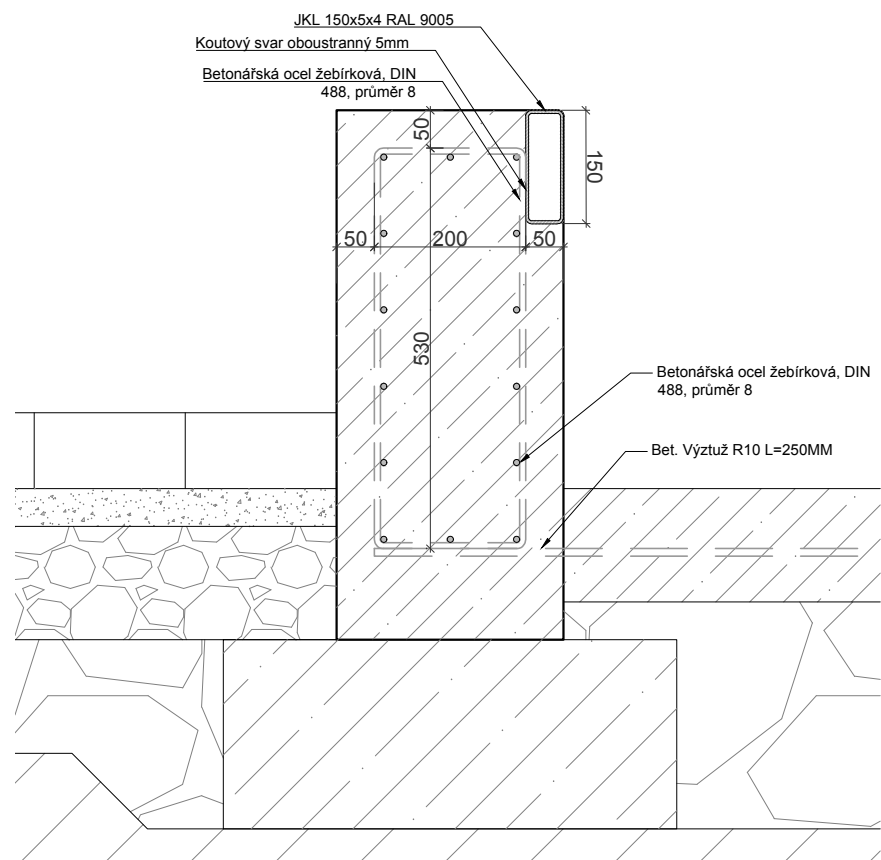 JKL 150x5x4 RAL 9005
Koutový svar oboustranný 5mm
Betonářská ocel žebírková, DIN
488, průměr 8
50
150
50
200
50
530
Betonářská ocel žebírková, DIN
488, průměr 8
Bet. Výztuž R10 L=250MM